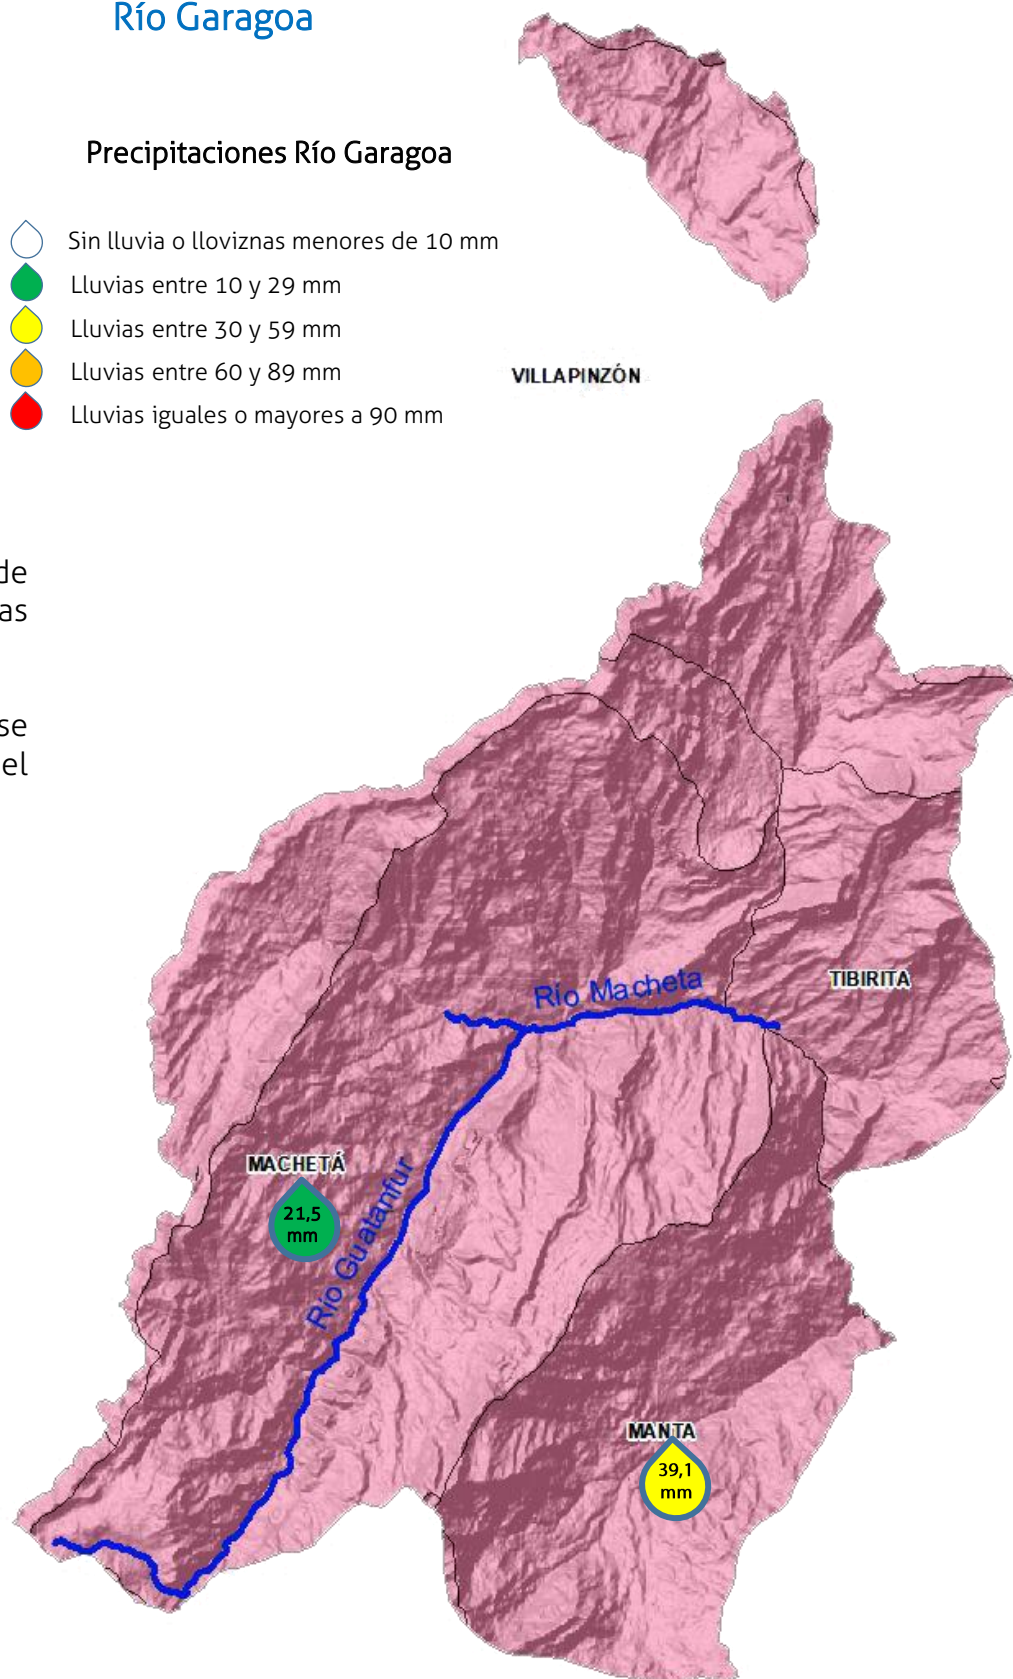 Río Garagoa
Precipitaciones Río Garagoa
Sin lluvia o lloviznas menores de 10 mm
Lluvias entre 10 y 29 mm
Lluvias entre 30 y 59 mm
Lluvias entre 60 y 89 mm
Lluvias iguales o mayores a 90 mm
VILLAPINZÓN
de
as
se
el
Río Macheta
TIBIRITA
MACHETÁ
21,5
mm
Río Guatanfur
MANTA
39,1
mm